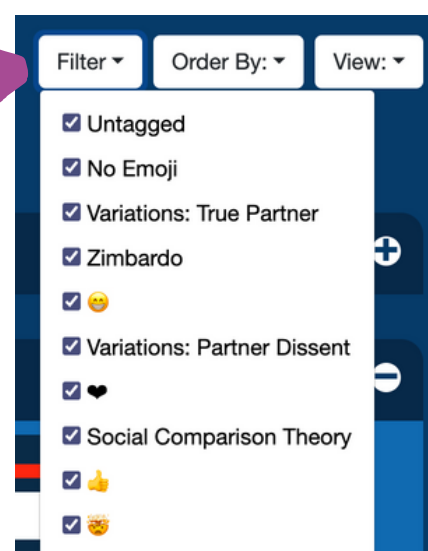 Filter Order By: View:
Untagged
No Emoji
Variations: True Partner
Zimbardo
😁
Variations: Partner Dissent
❤
Social Comparison Theory
👍
🤯